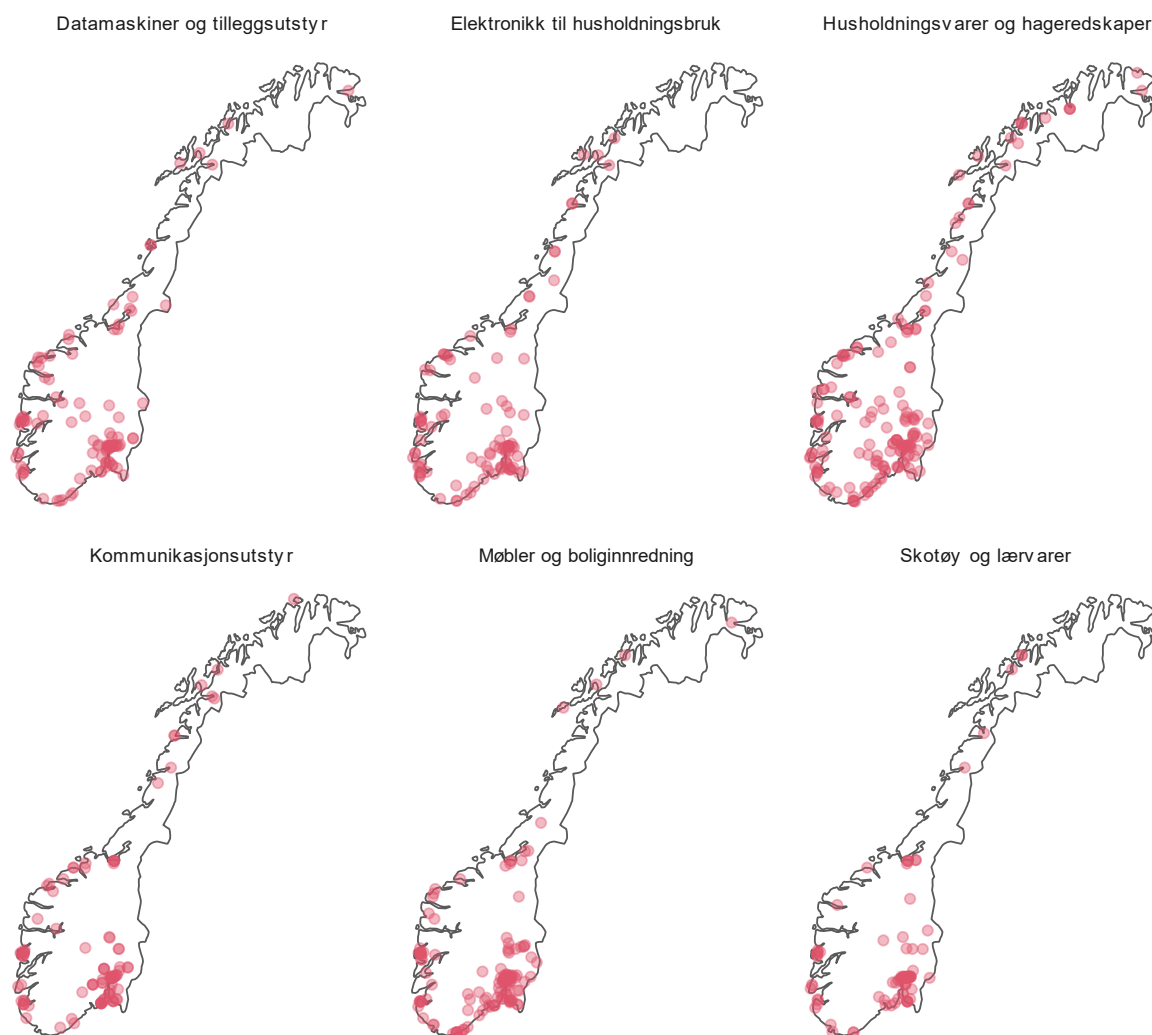 Datamaskiner og tilleggsutstyr
Elektronikk til husholdningsbruk
Husholdningsvarer og hageredskaper
Kommunikasjonsutstyr
Møbler og boliginnredning
Skotøy og lærvarer